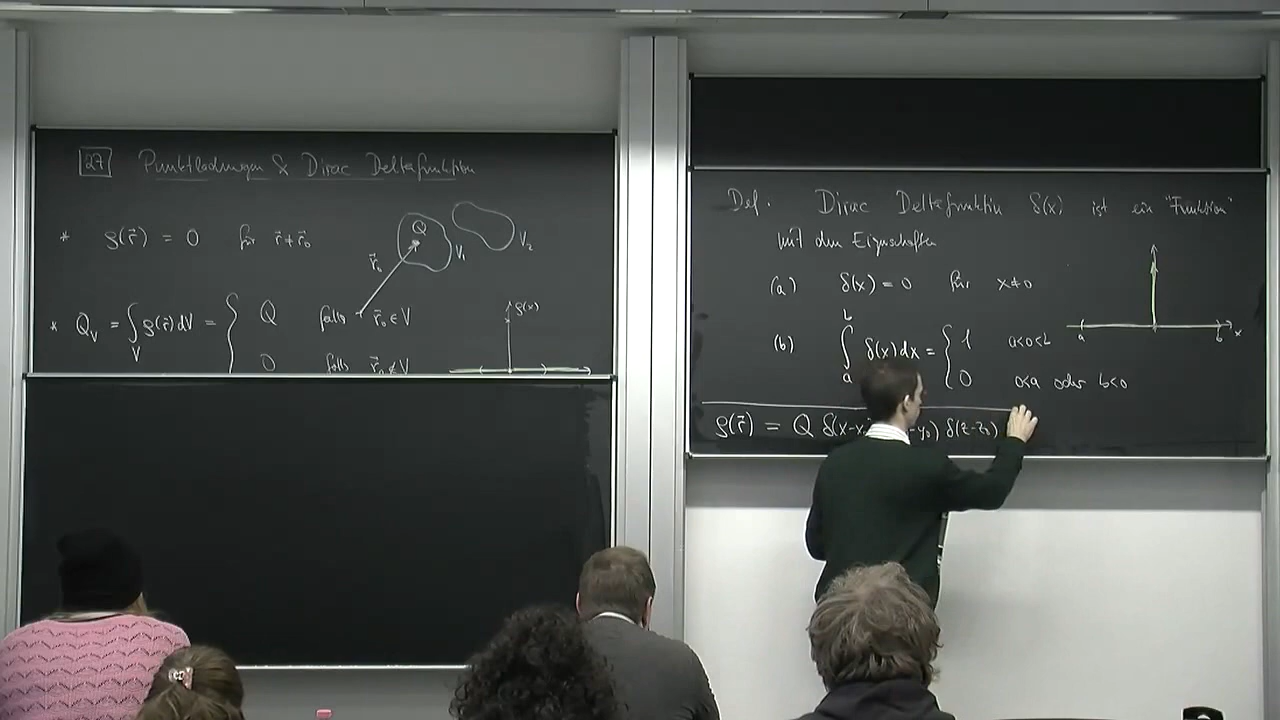 27 Punktladungen & Dirac Deltafunktion
* ρ(r⃗) = 0 für r⃗ ≠ r⃗₀
Q
r⃗₀
V₁
V₂
* Q_V = ∫_V ρ(r⃗) dV = { Q falls r⃗₀ ∈ V
0 falls r⃗₀ ∉ V
ρ(x)
Def. Dirac Deltafunktion δ(x) ist ein "Funktion"
mit den Eigenschaften
(a) δ(x) = 0 für x ≠ 0
(b) ∫_a^b δ(x) dx = { 1 a<0<b
0 0<a oder b<0
a b x
ρ(r⃗) = Q δ(x-x -y₀) δ(z-z₀)